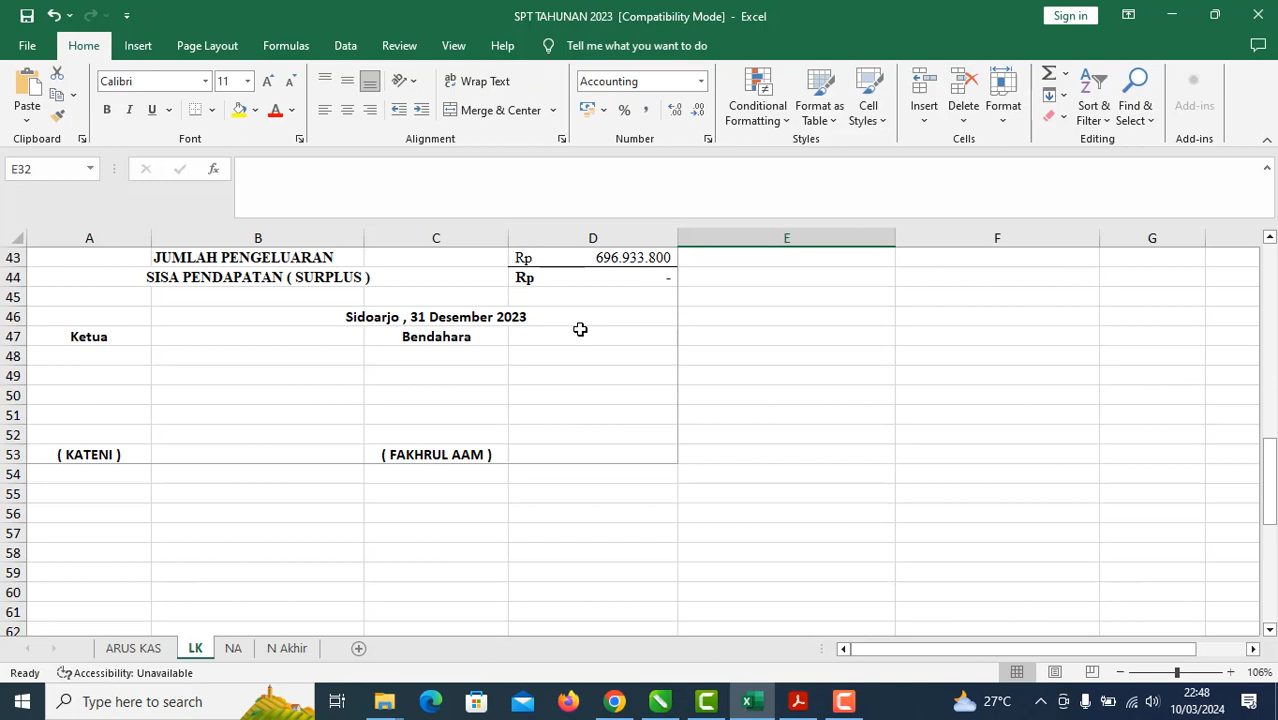 SPT TAHUNAN 2023 [Compatibility Mode] - Excel
Sign in
File Home Insert Page Layout Formulas Data Review View Help Tell me what you want to do
Paste
Clipboard
Calibri 11
B I U
Font
Wrap Text
Merge & Center
Alignment
Accounting
Number
Conditional Formatting
Format as Table
Cell Styles
Styles
Insert
Delete
Format
Cells
Sort & Filter
Find & Select
Editing
Add-ins
Add-ins
E32
fx
A B C D E F G
43 JUMLAH PENGELUARAN Rp 696.933.800
44 SISA PENDAPATAN ( SURPLUS ) Rp -
45
46 Sidoarjo , 31 Desember 2023
47 Ketua Bendahara
48
49
50
51
52
53 ( KATENI ) ( FAKHRUL AAM )
54
55
56
57
58
59
60
61
62
ARUS KAS LK NA N Akhir
Ready Accessibility: Unavailable 106%
Type here to search
27°C
22:48
10/03/2024